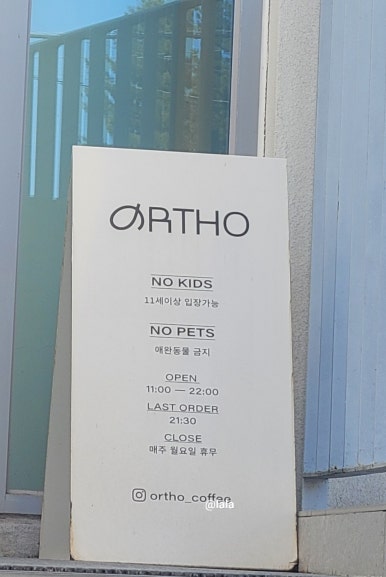 ORTHO
NO KIDS
11세이상 입장가능
NO PETS
애완동물 금지
OPEN
11:00 — 22:00
LAST ORDER
21:30
CLOSE
매주 월요일 휴무
ortho_coffee
@lala